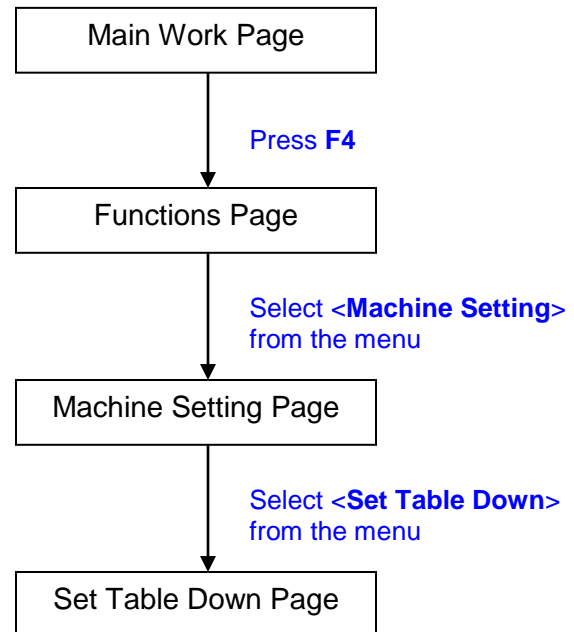 Main Work Page
Press F4
Functions Page
Select <Machine Setting>
from the menu
Machine Setting Page
Select <Set Table Down>
from the menu
Set Table Down Page